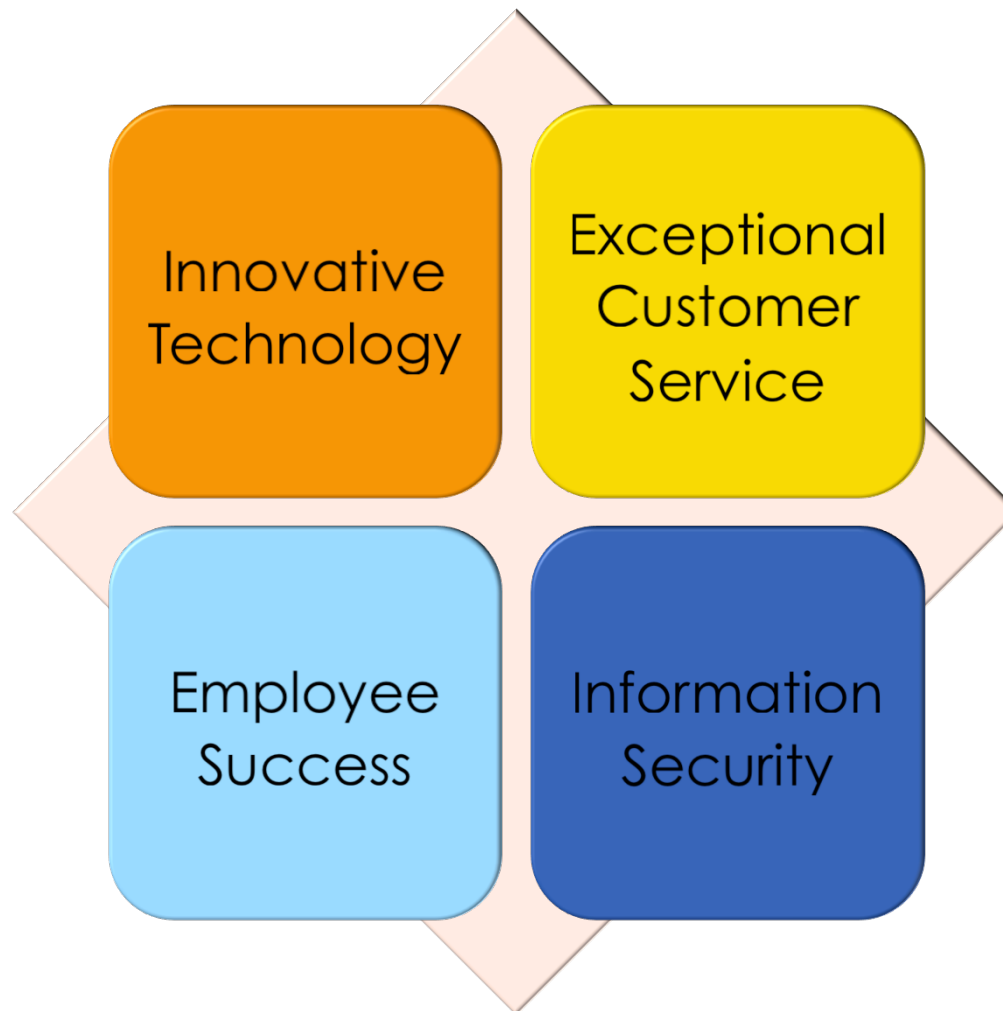 Innovative
Technology
Exceptional
Customer
Service
Employee
Success
Information
Security